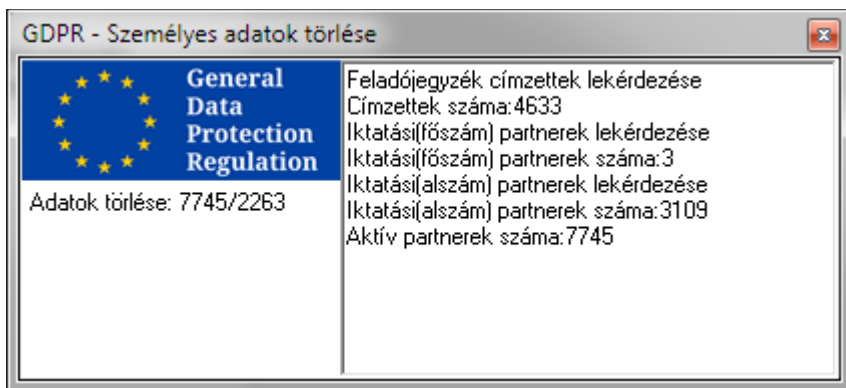 GDPR - Személyes adatok törlése
General
Data
Protection
Regulation
Adatok törlése: 7745/2263
Feladójegyzék címzettek lekérdezése
Címzettek száma:4633
Iktatási(főszám) partnerek lekérdezése
Iktatási(főszám) partnerek száma:3
Iktatási(alszám) partnerek lekérdezése
Iktatási(alszám) partnerek száma:3109
Aktív partnerek száma:7745